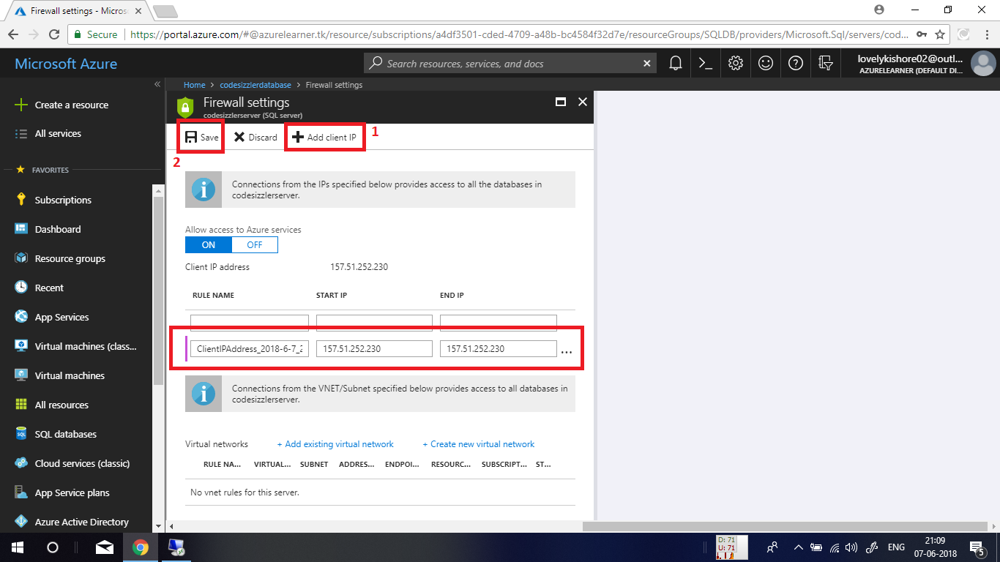 Firewall settings - Micros
Secure
https://portal.azure.com/#@azurelearner.tk/resource/subscriptions/a4df3501-cded-4709-a48b-bc4584f32d7e/resourceGroups/SQLDB/providers/Microsoft.Sql/servers/cod...
Microsoft Azure
Search resources, services, and docs
lovelykishore02@outl...
AZURELEARNER (DEFAULT DI...
Create a resource
All services
FAVORITES
Subscriptions
Dashboard
Resource groups
Recent
App Services
Virtual machines (class...
Virtual machines
All resources
SQL databases
Cloud services (classic)
App Service plans
Azure Active Directory
Home > codesizzlerdatabase > Firewall settings
Firewall settings
codesizzlerserver (SQL server)
Save
Discard
Add client IP
1
2
Connections from the IPs specified below provides access to all the databases in
codesizzlerserver.
Allow access to Azure services
ON OFF
Client IP address 157.51.252.230
RULE NAME START IP END IP
ClientIPAddress_2018-6-7_2 157.51.252.230 157.51.252.230 ...
Connections from the VNET/Subnet specified below provides access to all databases in
codesizzlerserver.
Virtual networks + Add existing virtual network + Create new virtual network
RULE NA... VIRTUAL... SUBNET ADDRES... ENDPOI... RESOURC... SUBSCRIPT... ST...
No vnet rules for this server.
D: 71
U: 71
ENG
21:09
07-06-2018
5